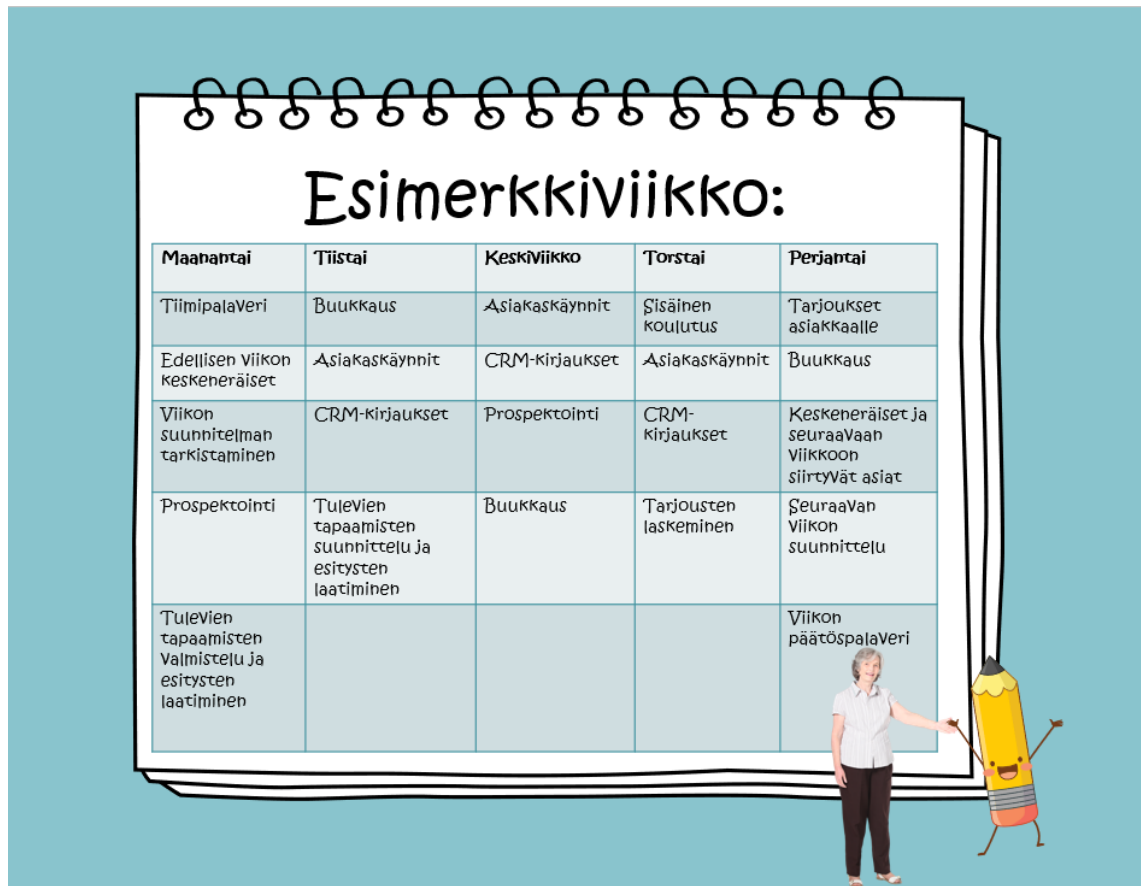 Esimerkkiviikko:
Maanantai
Tiistai
Keskiviikko
Torstai
Perjantai
Tiimipalaveri
Buukkaus
Asiakaskäynnit
Sisäinen
koulutus
Tarjoukset
asiakkaalle
Edellisen viikon
keskeneräiset
Asiakaskäynnit
CRM-kirjaukset
Asiakaskäynnit
Buukkaus
Viikon
suunnitelman
tarkistaminen
CRM-kirjaukset
Prospektointi
CRM-
kirjaukset
Keskeneräiset ja
seuraavaan
viikkoon
siirtyvät asiat
Prospektointi
Tulevien
tapaamisten
suunnittelu ja
esitysten
laatiminen
Buukkaus
Tarjousten
laskeminen
Seuraavan
viikon
suunnittelu
Tulevien
tapaamisten
valmistelu ja
esitysten
laatiminen
Viikon
päätöspalaveri